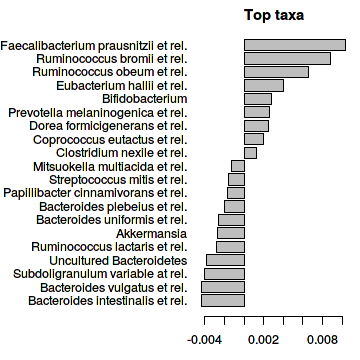 Top taxa
Faecalibacterium prausnitzii et rel.
Ruminococcus bromii et rel.
Ruminococcus obeum et rel.
Eubacterium hallii et rel.
Bifidobacterium
Prevotella melaninogenica et rel.
Dorea formicigenerans et rel.
Coprococcus eutactus et rel.
Clostridium nexile et rel.
Mitsuokella multiacida et rel.
Streptococcus mitis et rel.
Papillibacter cinnamivorans et rel.
Bacteroides plebeius et rel.
Bacteroides uniformis et rel.
Akkermansia
Ruminococcus lactaris et rel.
Uncultured Bacteroidetes
Subdoligranulum variable at rel.
Bacteroides vulgatus et rel.
Bacteroides intestinalis et rel.
-0.004 0.002 0.008